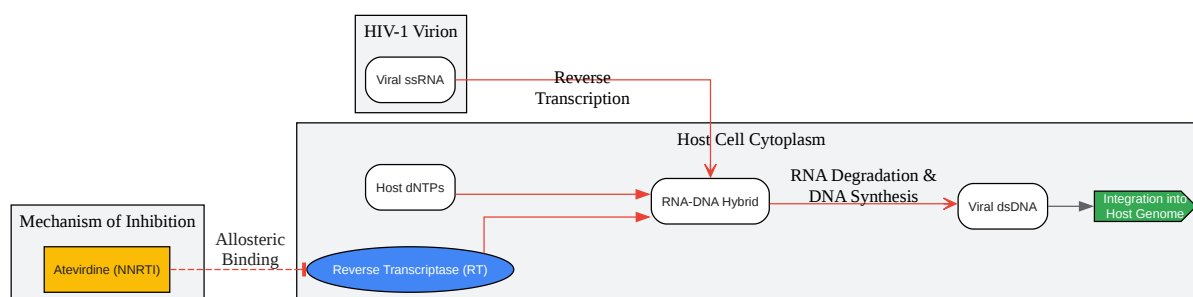 HIV-1 Virion
Viral ssRNA
Reverse
Transcription
Host Cell Cytoplasm
Host dNTPs
RNA-DNA Hybrid
RNA Degradation &
DNA Synthesis
Viral dsDNA
Integration into
Host Genome
Mechanism of Inhibition
Atevirdine (NNRTI)
Allosteric
Binding
Reverse Transcriptase (RT)